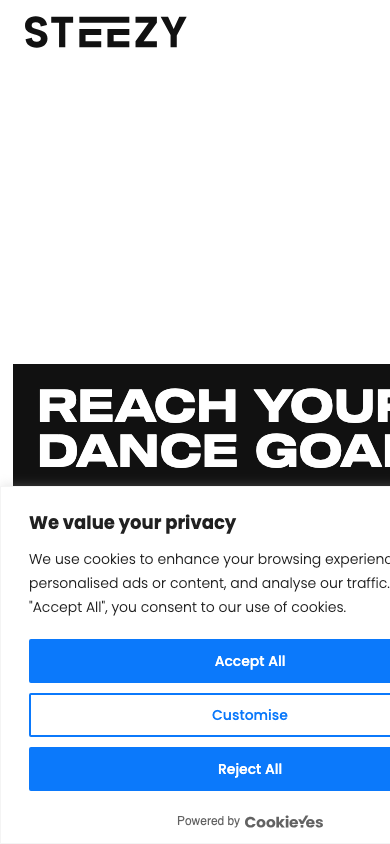 STEEZY
REACH YOUR
DANCE GOA
We value your privacy
We use cookies to enhance your browsing
personalised ads or content, and analyse our traffic.
"Accept All", you consent to our use of cookies.
Accept All
Customise
Reject All
Powered by CookieYes